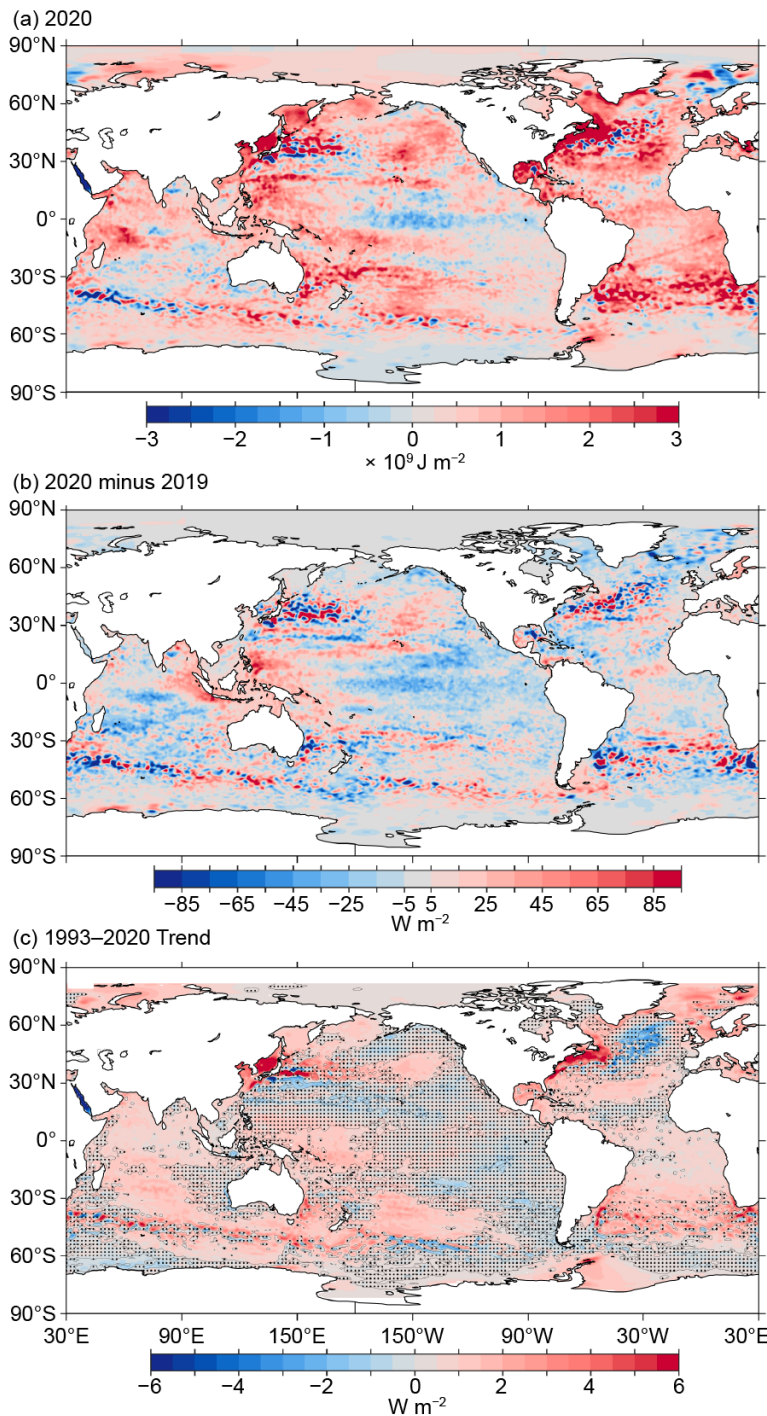 (a) 2020
90°N
60°N
30°N
0°
30°S
60°S
90°S
−3 −2 −1 0 1 2 3
× 10⁹ J m⁻²
(b) 2020 minus 2019
90°N
60°N
30°N
0°
30°S
60°S
90°S
−85 −65 −45 −25 −5 5 25 45 65 85
W m⁻²
(c) 1993–2020 Trend
90°N
60°N
30°N
0°
30°S
60°S
90°S
30°E 90°E 150°E 150°W 90°W 30°W 30°E
−6 −4 −2 0 2 4 6
W m⁻²